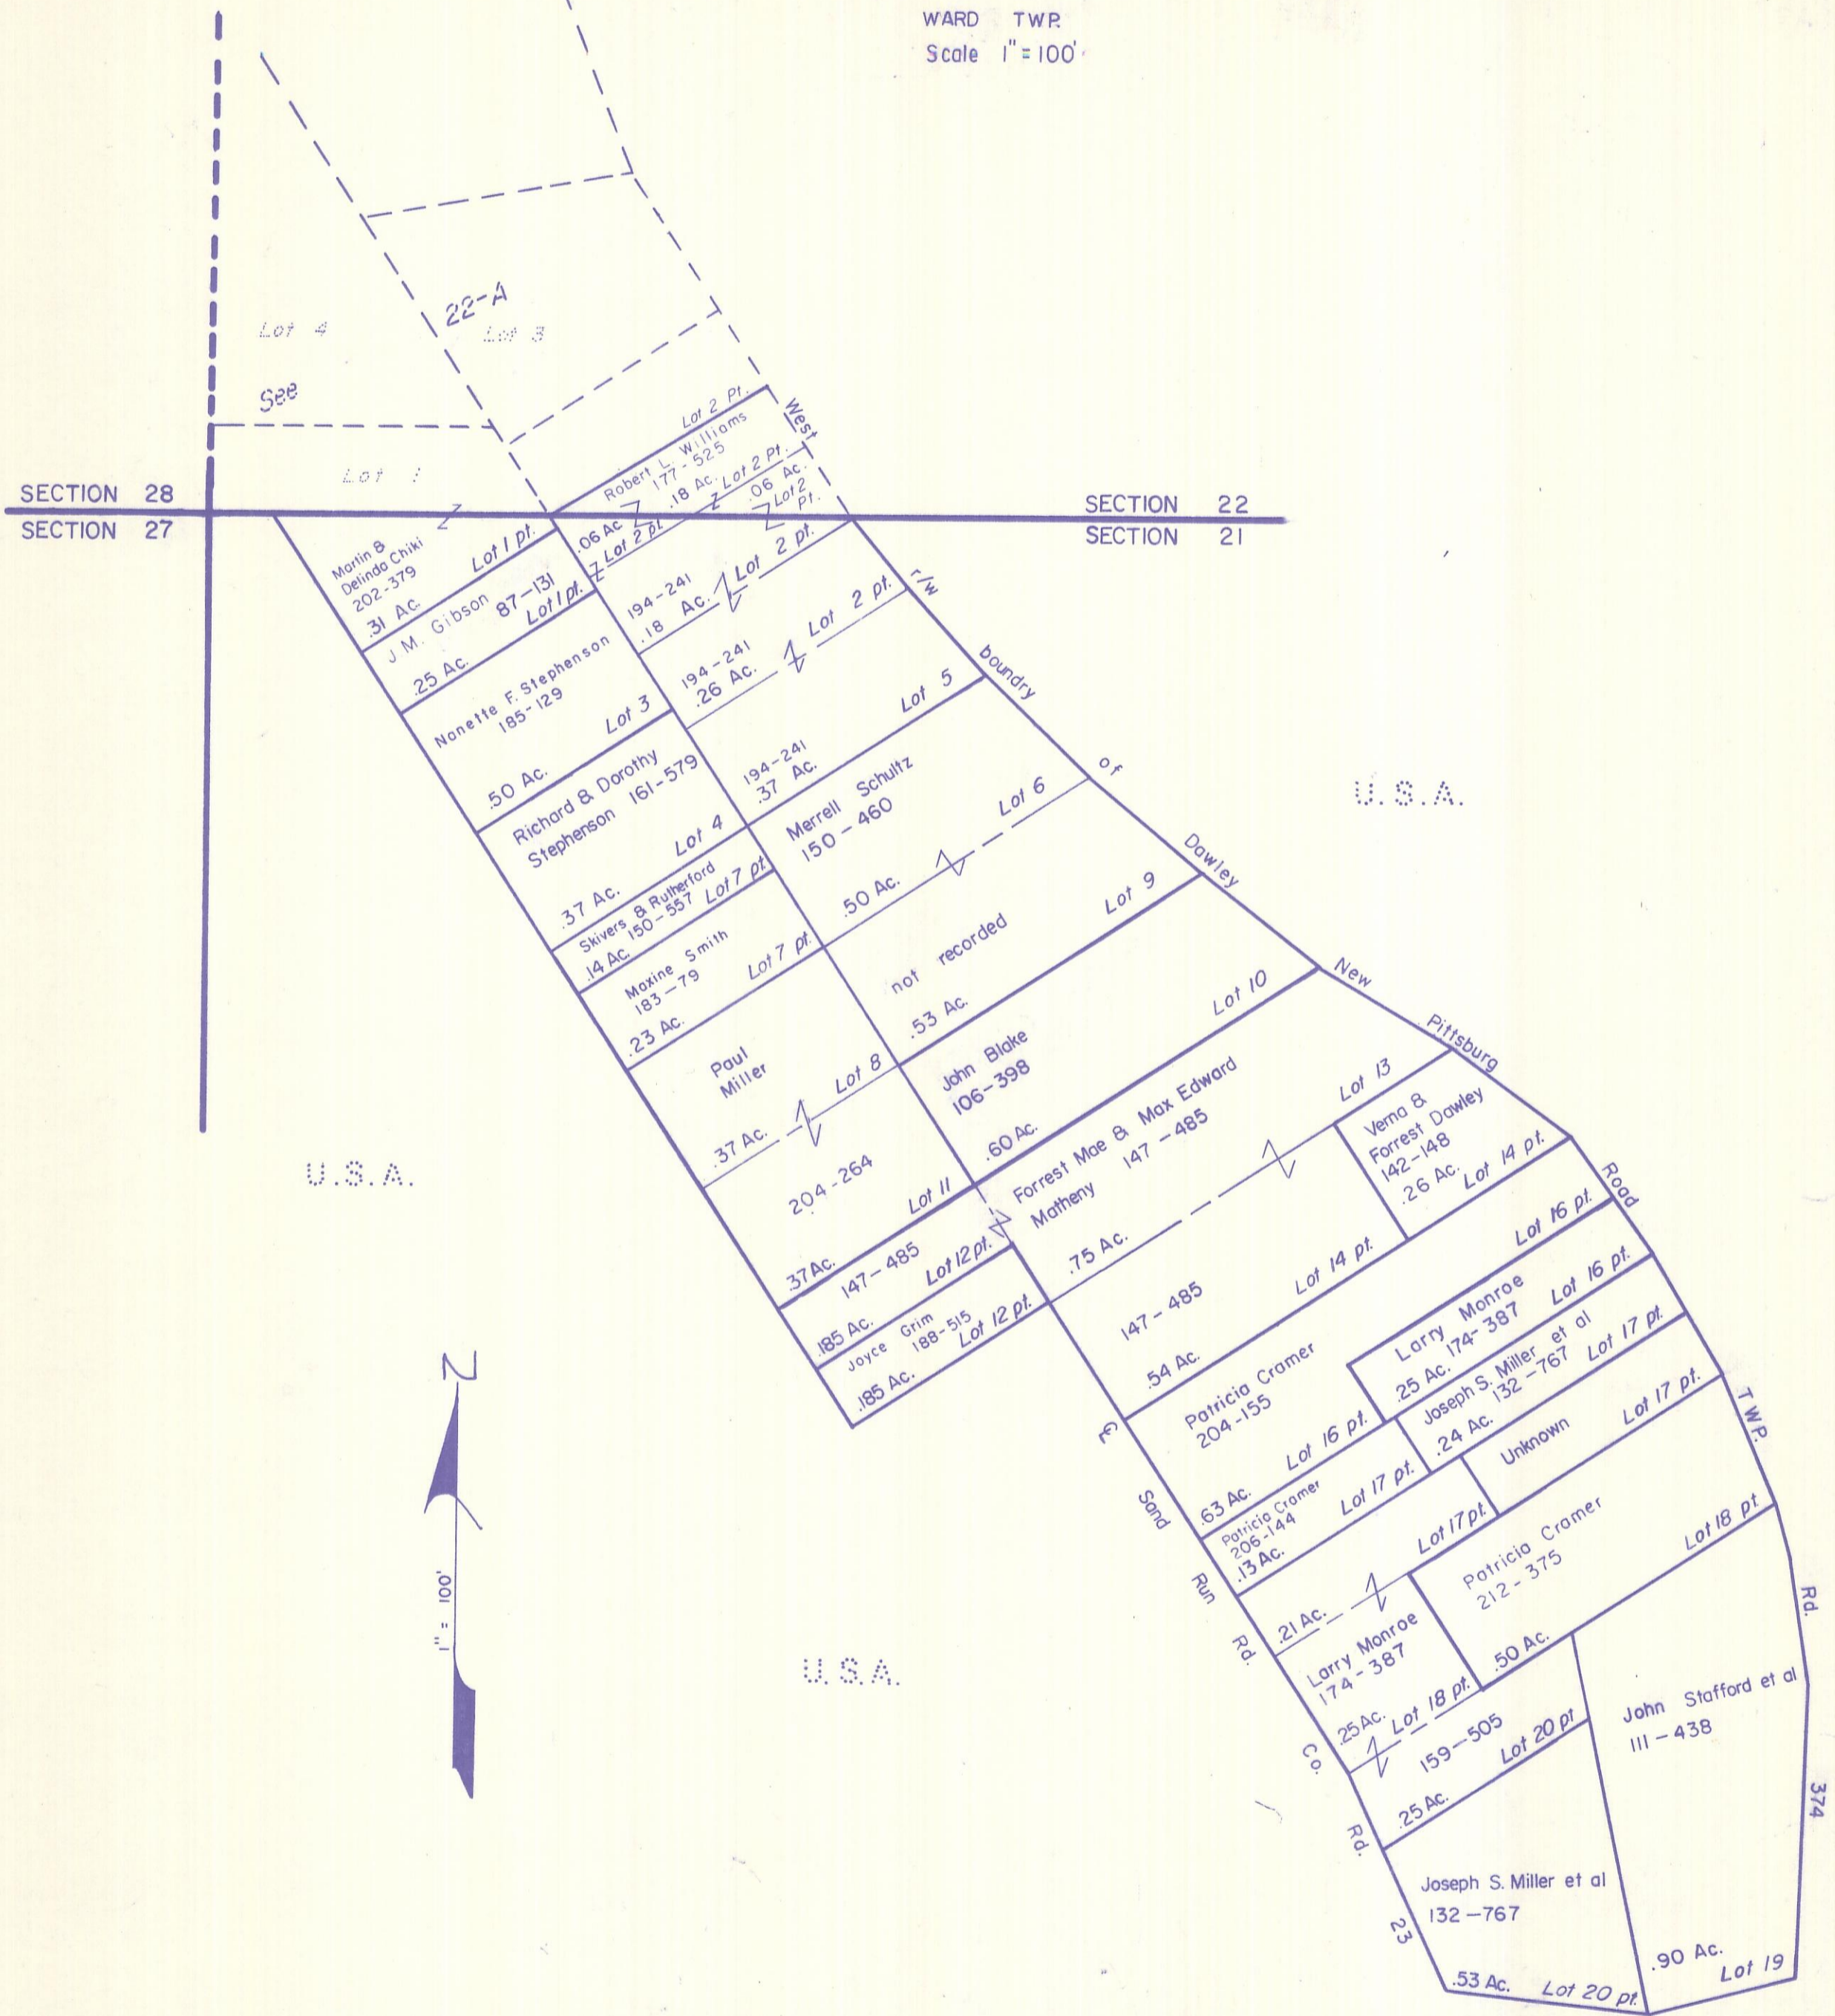 WARD TWP.
Scale 1" = 100'
22-A
Lot 4
Lot 3
See
Lot 1
SECTION 28
SECTION 27
SECTION 22
SECTION 21
Lot 2 Pt.
Robert L. Williams
177-525
.18 Ac.
Lot 2 Pt.
.06 Ac.
Lot 2
Pt.
.06 Ac
Lot 2 pt
West
r/w
boundry
of
Dawley
New
Pittsburg
Road
TWP.
Rd.
374
Martin &
Delinda Chiki
202-379
.31 Ac.
Lot 1 pt.
J M. Gibson
87-131
.25 Ac.
Lot 1 pt.
Nanette F. Stephenson
185-129
.50 Ac.
Lot 3
Richard & Dorothy
Stephenson 161-579
.37 Ac.
Lot 4
Skivers & Rutherford
150-557
.14 Ac.
Lot 7 pt
Maxine Smith
183-79
.23 Ac.
Lot 7 pt.
Paul
Miller
.37 Ac.
Lot 8
204-264
.37 Ac.
Lot 11
147-485
.185 Ac.
Lot 12 pt.
Joyce Grim
188-515
.185 Ac.
Lot 12 pt.
194-241
.18 Ac.
Lot 2 pt.
194-241
.26 Ac.
Lot 2 pt.
194-241
.37 Ac.
Lot 5
Merrell Schultz
150-460
.50 Ac.
Lot 6
not recorded
.53 Ac.
Lot 9
John Blake
106-398
.60 Ac.
Lot 10
Forrest Mae & Max Edward
Matheny 147-485
.75 Ac.
Lot 13
Verna &
Forrest Dawley
142-148
.26 Ac.
Lot 14 pt.
147-485
.54 Ac.
Lot 14 pt.
Lot 16 pt.
Patricia Cramer
204-155
.63 Ac.
Lot 16 pt.
Larry Monroe
174-387
.25 Ac.
Lot 16 pt.
Joseph S. Miller et al
132-767
.24 Ac.
Lot 17 pt.
Patricia Cramer
206-144
.13 Ac.
Lot 17 pt.
Unknown
Lot 17 pt.
.21 Ac.
Lot 17 pt.
Patricia Cramer
212-375
.50 Ac.
Lot 18 pt
Larry Monroe
174-387
.25 Ac.
Lot 18 pt.
159-505
.25 Ac.
Lot 20 pt
John Stafford et al
111-438
.90 Ac.
Lot 19
Joseph S. Miller et al
132-767
.53 Ac.
Lot 20 pt.
℄
Sand
Run
Rd.
Co.
Rd.
23
U.S.A.
U.S.A.
U.S.A.
N
1" = 100'